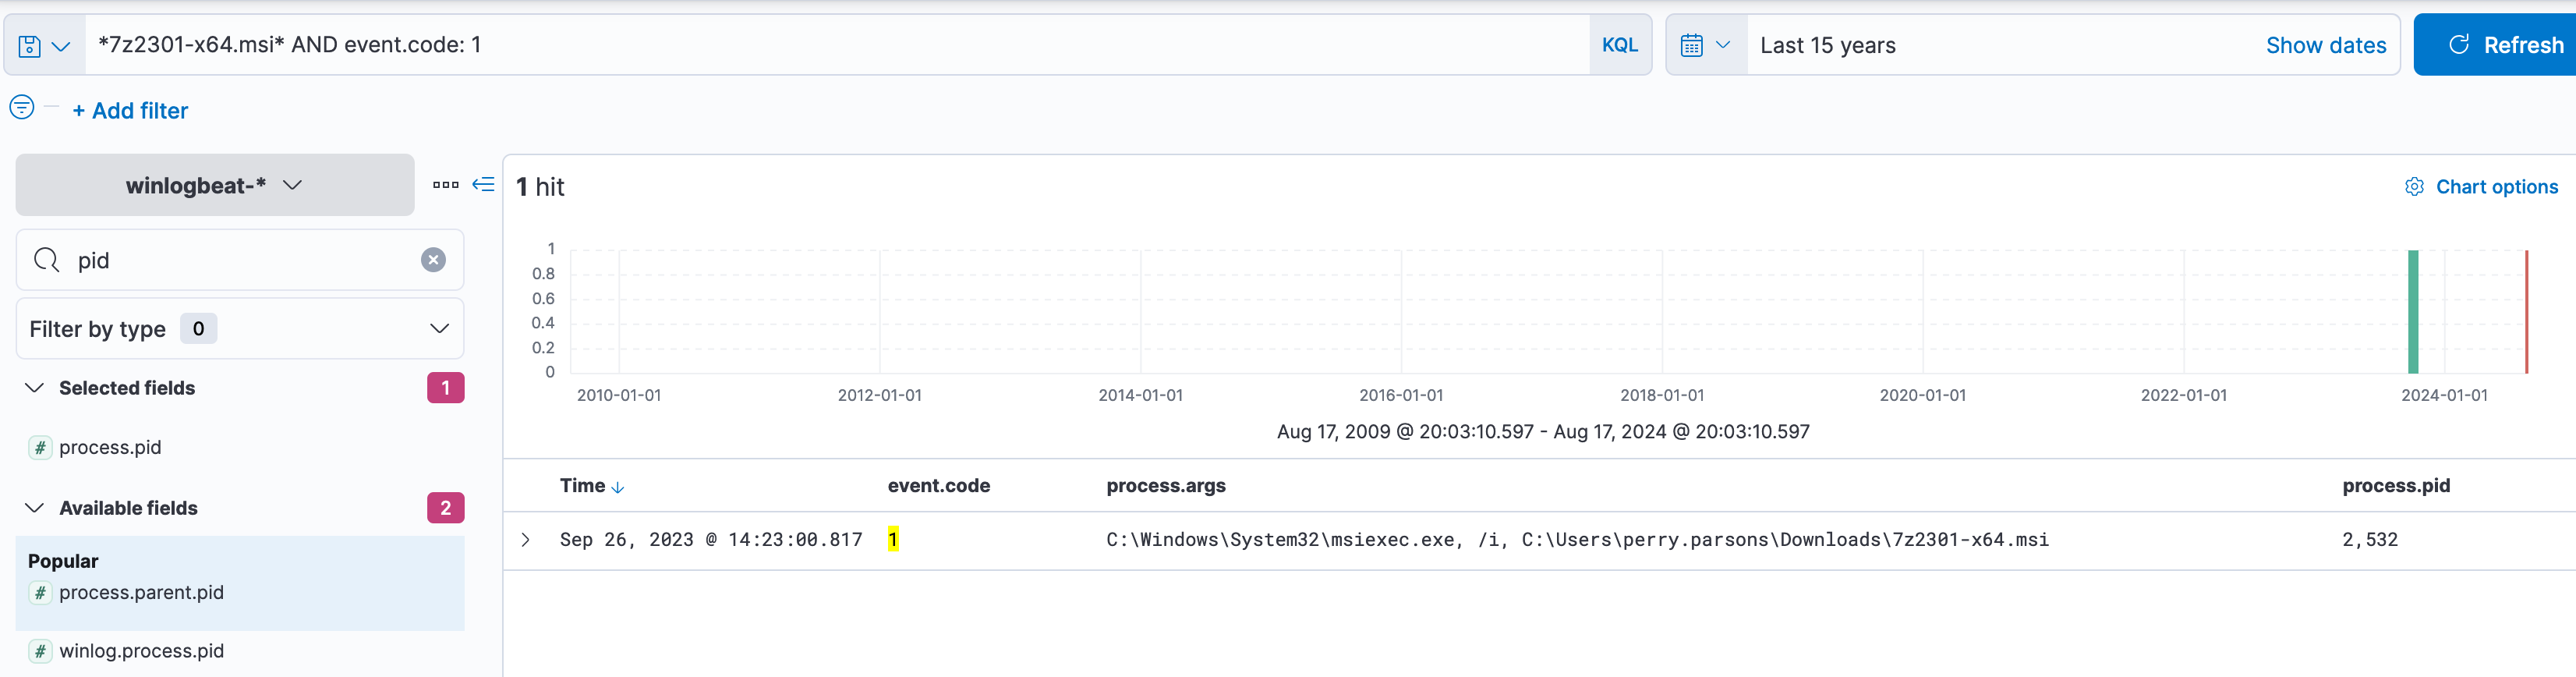 *7z2301-x64.msi* AND event.code: 1
KQL
Last 15 years
Show dates
Refresh
+ Add filter
winlogbeat-*
pid
Filter by type 0
Selected fields 1
# process.pid
Available fields 2
Popular
# process.parent.pid
# winlog.process.pid
1 hit
Chart options
1
0.8
0.6
0.4
0.2
0
2010-01-01 2012-01-01 2014-01-01 2016-01-01 2018-01-01 2020-01-01 2022-01-01 2024-01-01
Aug 17, 2009 @ 20:03:10.597 - Aug 17, 2024 @ 20:03:10.597
Time event.code process.args process.pid
Sep 26, 2023 @ 14:23:00.817 1 C:\Windows\System32\msiexec.exe, /i, C:\Users\perry.parsons\Downloads\7z2301-x64.msi 2,532